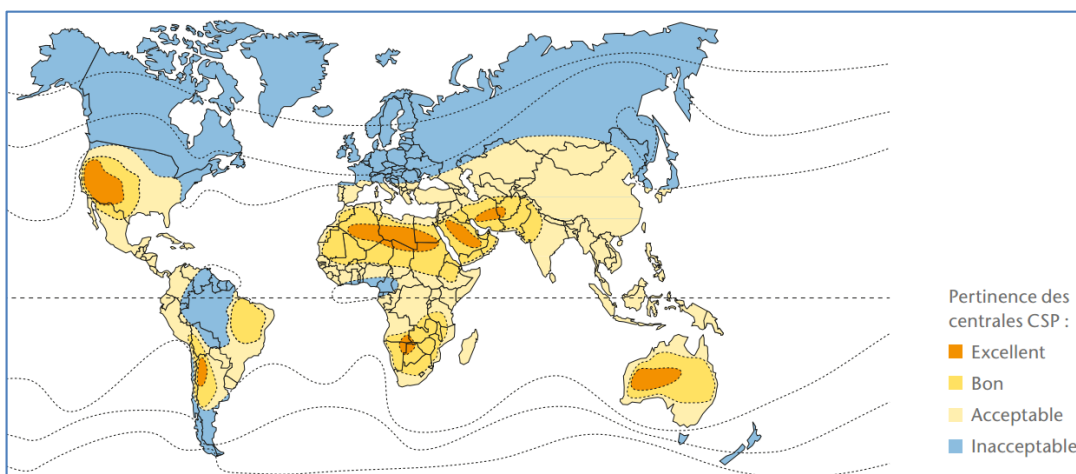 Pertinence des
centrales CSP :
Excellent
Bon
Acceptable
Inacceptable